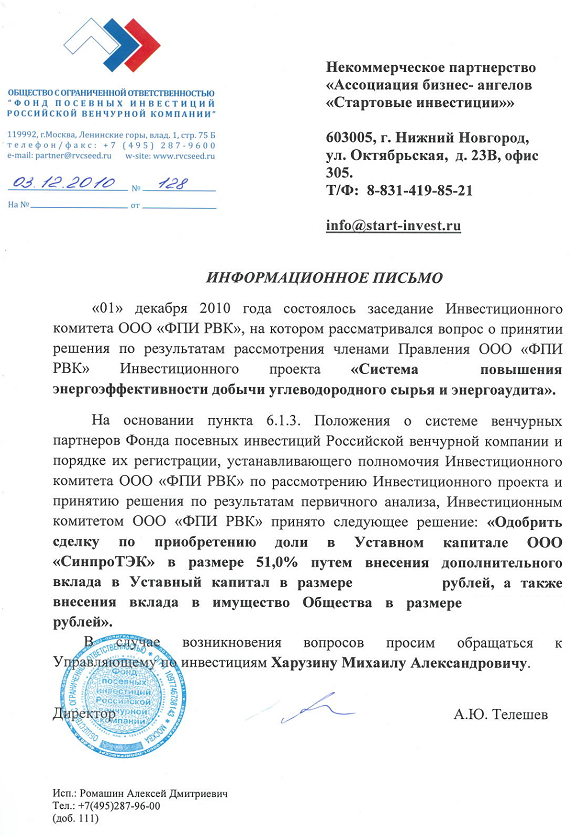 ОБЩЕСТВО С ОГРАНИЧЕННОЙ ОТВЕТСТВЕННОСТЬЮ
"ФОНД ПОСЕВНЫХ ИНВЕСТИЦИЙ
РОССИЙСКОЙ ВЕНЧУРНОЙ КОМПАНИИ"
119992, г.Москва, Ленинские горы, влад. 1, стр. 75 Б
телефон/факс: +7 (495) 287-9600
e-mail: partner@rvcseed.ru w-site: www.rvcseed.ru
03.12.2010 № 128
На № от
Некоммерческое партнерство
«Ассоциация бизнес- ангелов
«Стартовые инвестиции»»
603005, г. Нижний Новгород,
ул. Октябрьская, д. 23В, офис
305.
Т/Ф: 8-831-419-85-21
info@start-invest.ru
ИНФОРМАЦИОННОЕ ПИСЬМО
«01» декабря 2010 года состоялось заседание Инвестиционного
комитета ООО «ФПИ РВК», на котором рассматривался вопрос о принятии
решения по результатам рассмотрения членами Правления ООО «ФПИ
РВК» Инвестиционного проекта «Система повышения
энергоэффективности добычи углеводородного сырья и энергоаудита».
На основании пункта 6.1.3. Положения о системе венчурных
партнеров Фонда посевных инвестиций Российской венчурной компании и
порядке их регистрации, устанавливающего полномочия Инвестиционного
комитета ООО «ФПИ РВК» по рассмотрению Инвестиционного проекта и
принятию решения по результатам первичного анализа, Инвестиционным
комитетом ООО «ФПИ РВК» принято следующее решение: «Одобрить
сделку по приобретению доли в Уставном капитале ООО
«СинпроТЭК» в размере 51,0% путем внесения дополнительного
вклада в Уставный капитал в размере рублей, а также
внесения вклада в имущество Общества в размере
рублей».
В случае возникновения вопросов просим обращаться к
Управляющему по инвестициям Харузину Михаилу Александровичу.
Фонд
посевных
инвестиций
Российской
венчурной
компании
Директор А.Ю. Телешев
Исп.: Ромашин Алексей Дмитриевич
Тел.: +7(495)287-96-00
(доб. 111)